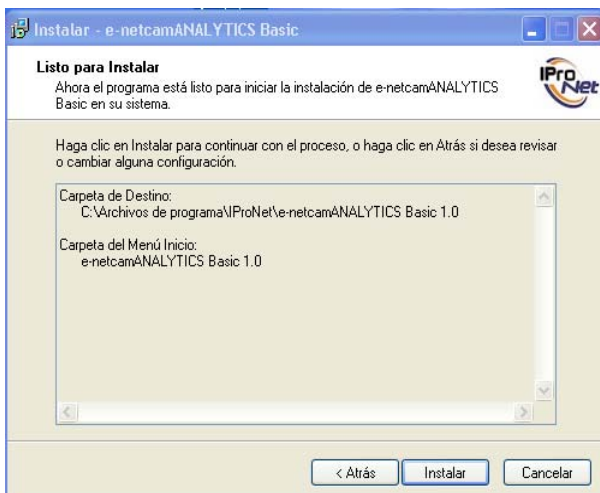 Instalar - e-netcamANALYTICS Basic
Listo para Instalar
Ahora el programa está listo para iniciar la instalación de e-netcamANALYTICS
Basic en su sistema.
IProNet
Haga clic en Instalar para continuar con el proceso, o haga clic en Atrás si desea revisar
o cambiar alguna configuración.
Carpeta de Destino:
C:\Archivos de programa\IProNet\e-netcamANALYTICS Basic 1.0
Carpeta del Menú Inicio:
e-netcamANALYTICS Basic 1.0
< Atrás
Instalar
Cancelar